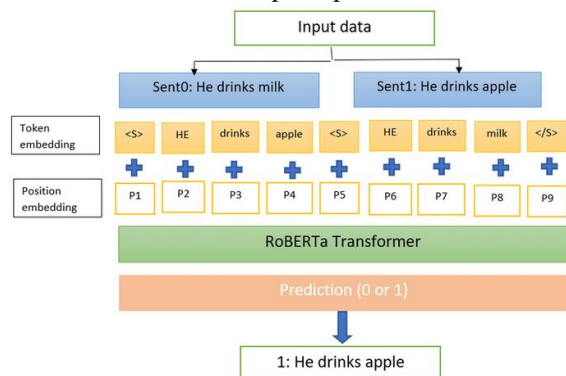 Input data
Sent0: He drinks milk
Sent1: He drinks apple
Token embedding
<S> HE drinks apple <S> HE drinks milk </S>
Position embedding
P1 P2 P3 P4 P5 P6 P7 P8 P9
RoBERTa Transformer
Prediction (0 or 1)
1: He drinks apple